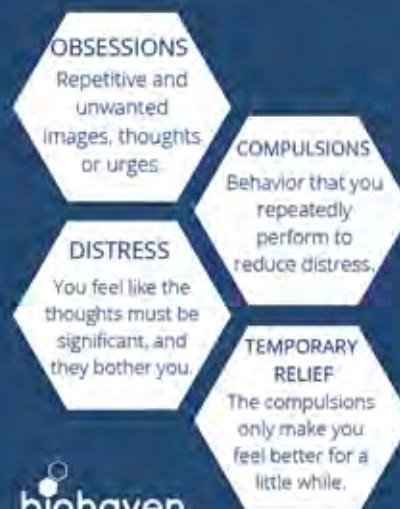 OBSESSIONS
Repetitive and
unwanted
images, thoughts
or urges.
COMPULSIONS
Behavior that you
repeatedly
perform to
reduce distress.
DISTRESS
You feel like the
thoughts must be
significant, and
they bother you.
TEMPORARY
RELIEF
The compulsions
only make you
feel better for a
little while.
biohaven